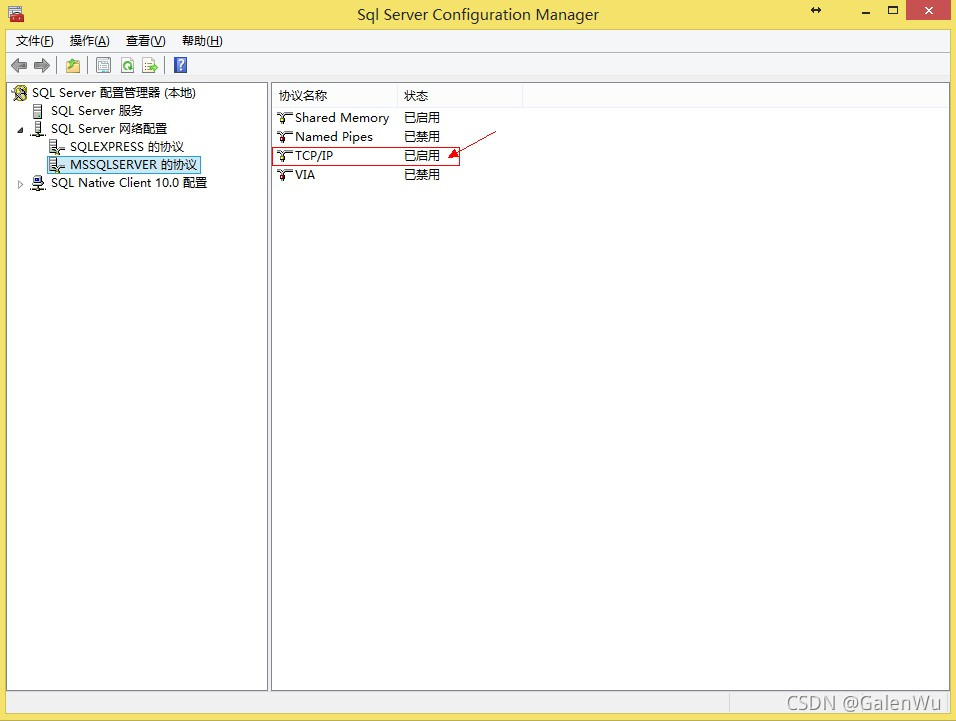 Sql Server Configuration Manager
文件(F) 操作(A) 查看(V) 帮助(H)
SQL Server 配置管理器 (本地)
SQL Server 服务
SQL Server 网络配置
SQLEXPRESS 的协议
MSSQLSERVER 的协议
SQL Native Client 10.0 配置
协议名称 状态
Shared Memory 已启用
Named Pipes 已禁用
TCP/IP 已启用
VIA 已禁用
CSDN @GalenWu